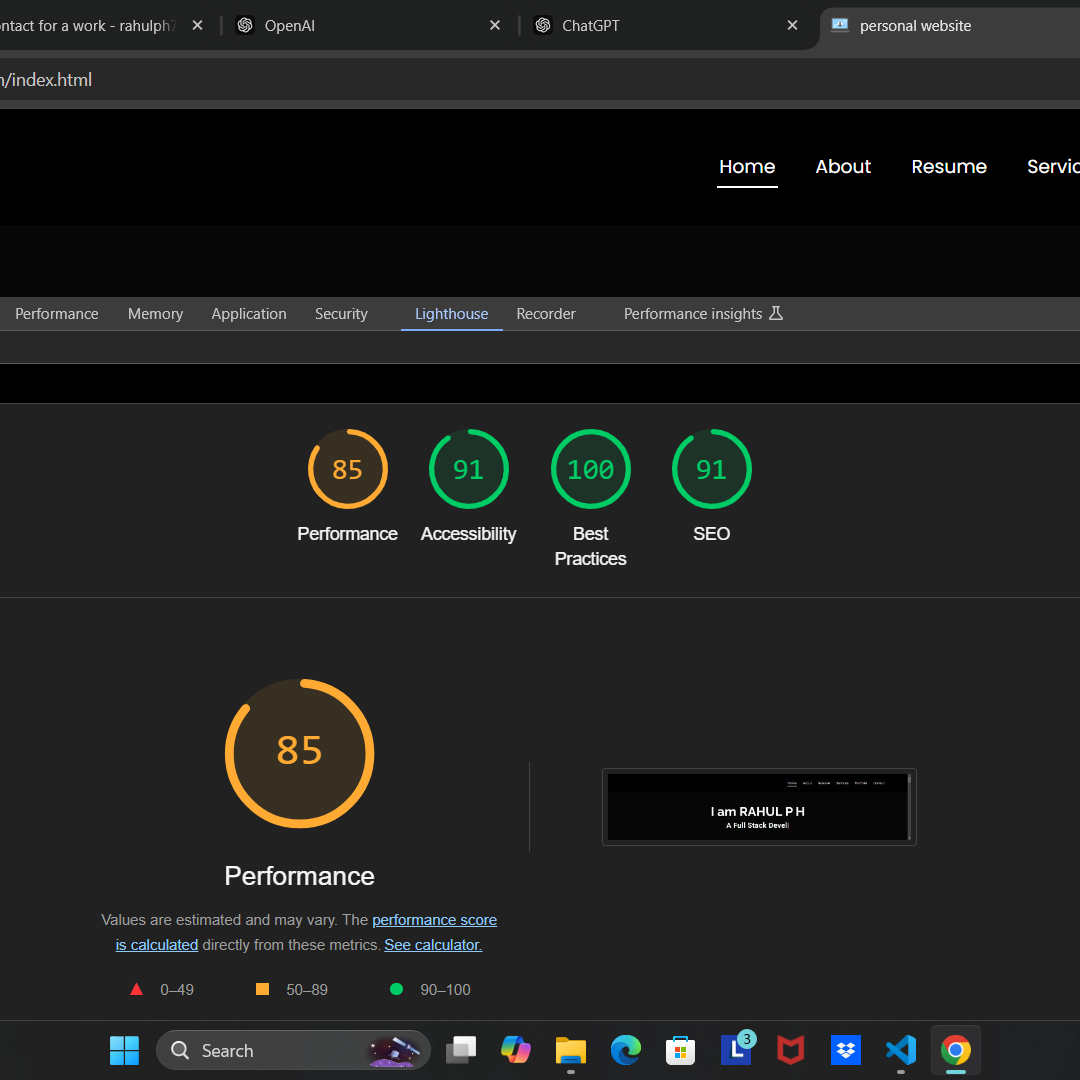 ntact for a work - rahulph7
OpenAI
ChatGPT
personal website
/index.html
Home About Resume Servic
Performance Memory Application Security Lighthouse Recorder Performance insights
85 91 100 91
Performance Accessibility Best Practices SEO
85
I am RAHUL P H
A Full Stack Devel|
Performance
Values are estimated and may vary. The performance score
is calculated directly from these metrics. See calculator.
0–49 50–89 90–100
Search
L 3